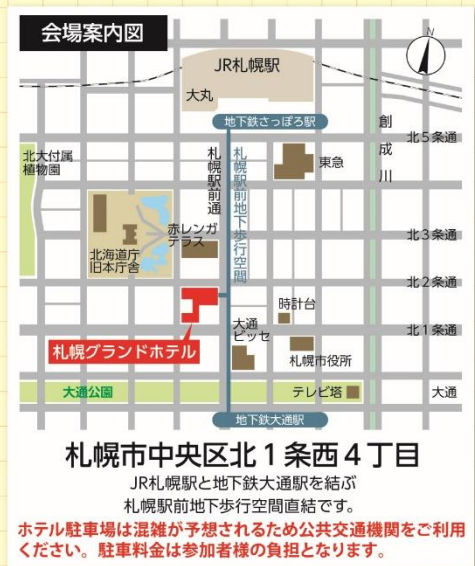 会場案内図
N
JR札幌駅
大丸
地下鉄さっぽろ駅
創成川
北5条通
北大付属
植物園
札幌駅前通
札幌駅前地下歩行空間
東急
赤レンガ
テラス
北3条通
北海道庁
旧本庁舎
北2条通
時計台
大通
ビッセ
北1条通
札幌グランドホテル
札幌市役所
大通公園
テレビ塔
大通
地下鉄大通駅
札幌市中央区北1条西4丁目
JR札幌駅と地下鉄大通駅を結ぶ
札幌駅前地下歩行空間直結です。
ホテル駐車場は混雑が予想されるため公共交通機関をご利用
ください。駐車料金は参加者様の負担となります。